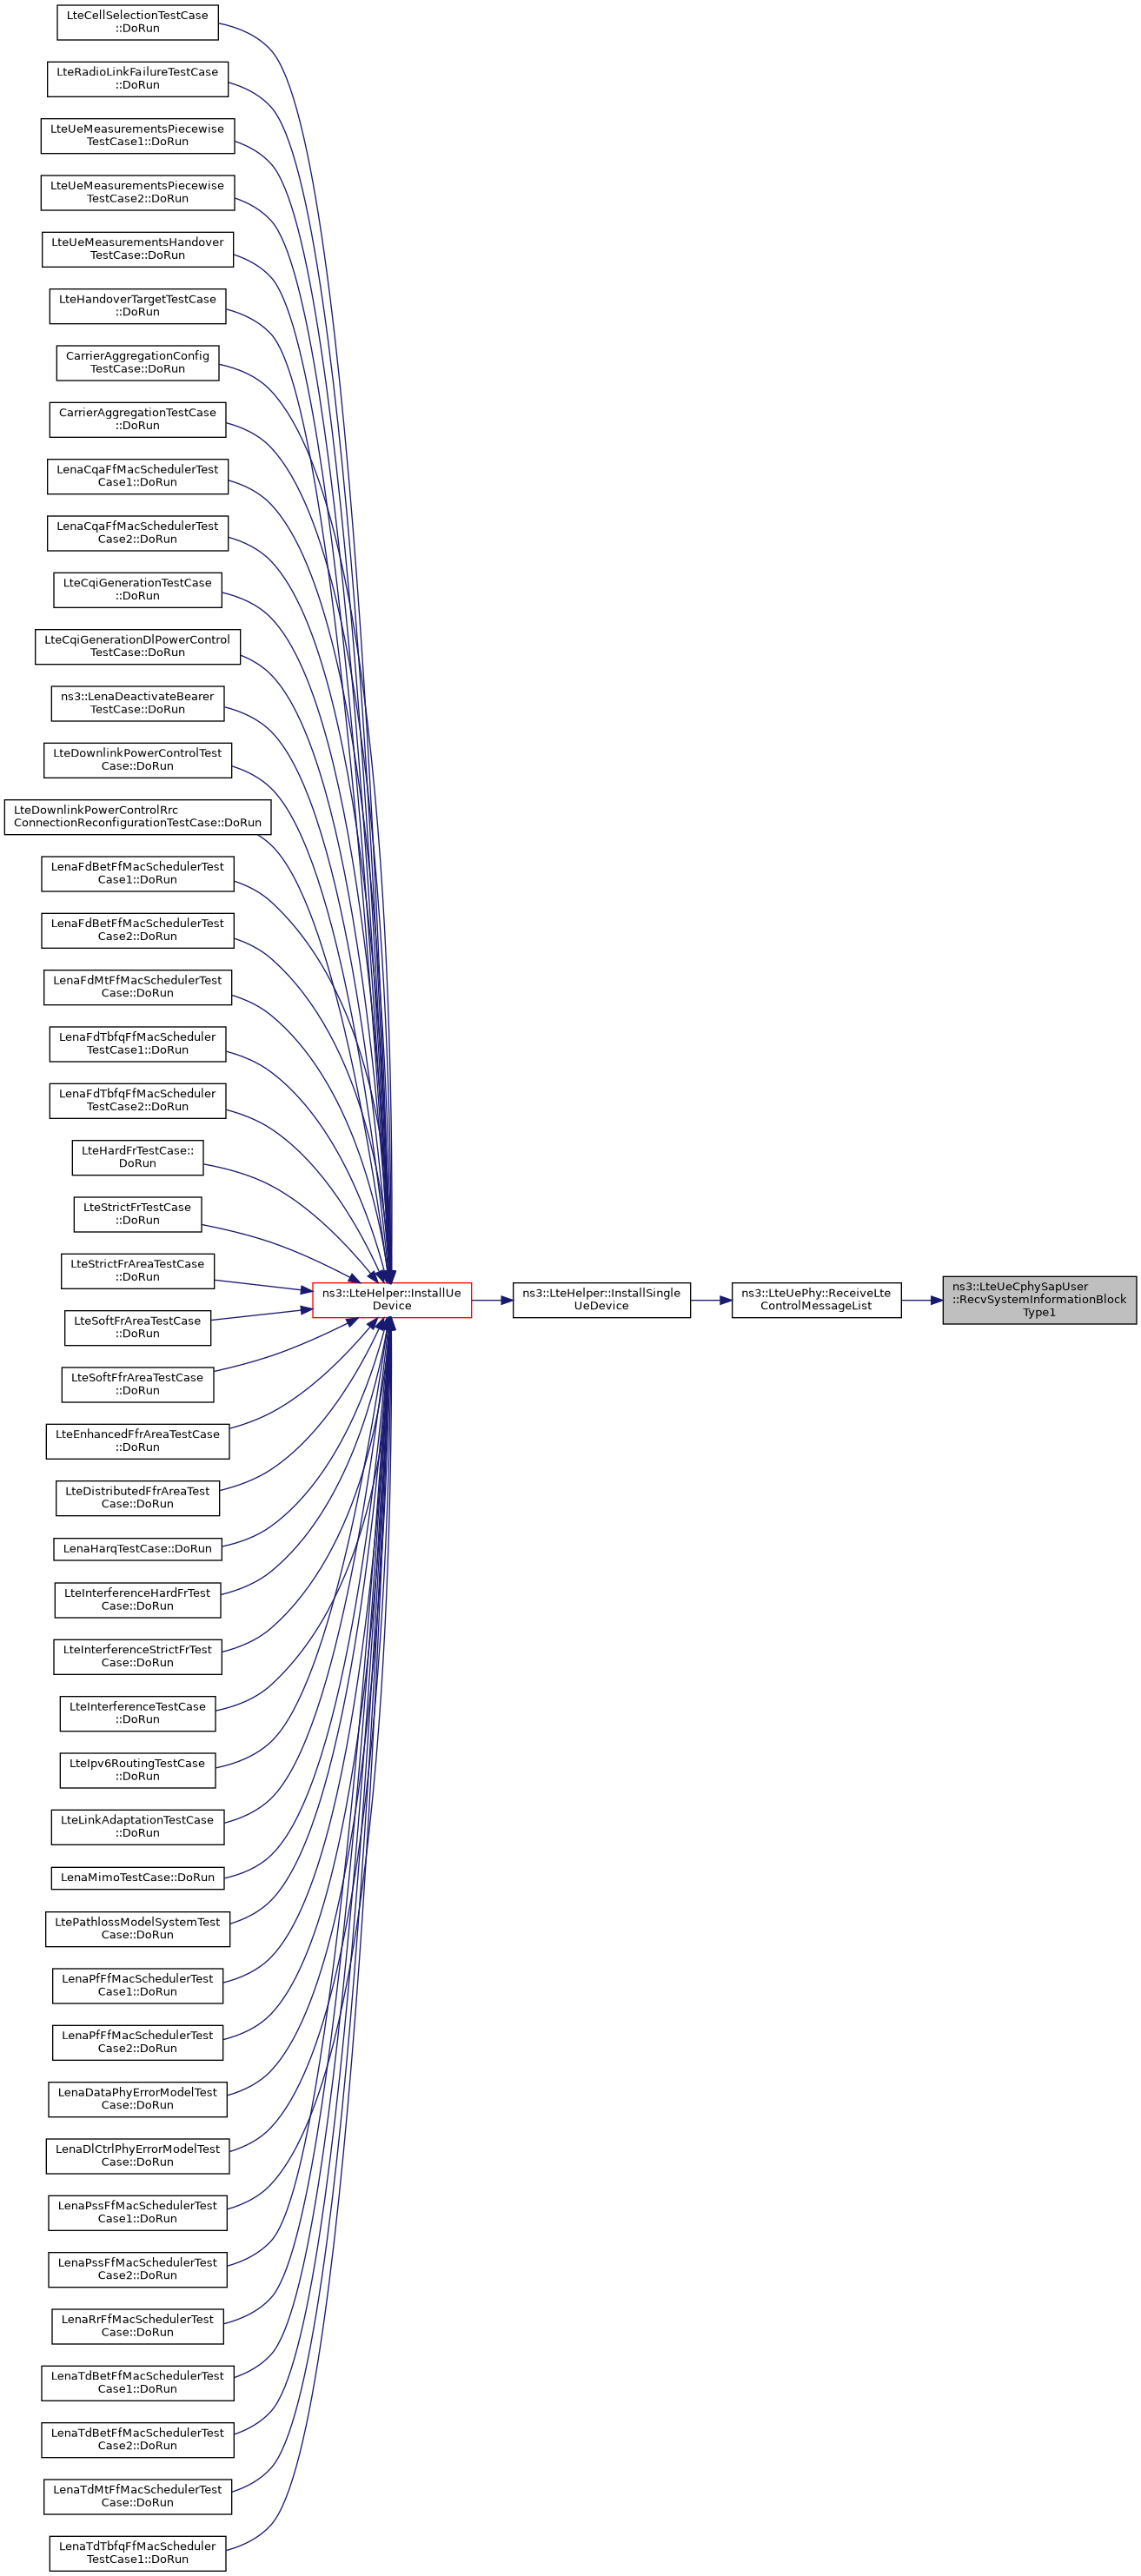 LteCellSelectionTestCase
::DoRun
LteRadioLinkFailureTestCase
::DoRun
LteUeMeasurementsPiecewise
TestCase1::DoRun
LteUeMeasurementsPiecewise
TestCase2::DoRun
LteUeMeasurementsHandover
TestCase::DoRun
LteHandoverTargetTestCase
::DoRun
CarrierAggregationConfig
TestCase::DoRun
CarrierAggregationTestCase
::DoRun
LenaCqaFfMacSchedulerTest
Case1::DoRun
LenaCqaFfMacSchedulerTest
Case2::DoRun
LteCqiGenerationTestCase
::DoRun
LteCqiGenerationDlPowerControl
TestCase::DoRun
ns3::LenaDeactivateBearer
TestCase::DoRun
LteDownlinkPowerControlTest
Case::DoRun
LteDownlinkPowerControlRrc
ConnectionReconfigurationTestCase::DoRun
LenaFdBetFfMacSchedulerTest
Case1::DoRun
LenaFdBetFfMacSchedulerTest
Case2::DoRun
LenaFdMtFfMacSchedulerTest
Case::DoRun
LenaFdTbfqFfMacScheduler
TestCase1::DoRun
LenaFdTbfqFfMacScheduler
TestCase2::DoRun
LteHardFrTestCase::
DoRun
LteStrictFrTestCase
::DoRun
LteStrictFrAreaTestCase
::DoRun
LteSoftFrAreaTestCase
::DoRun
LteSoftFfrAreaTestCase
::DoRun
LteEnhancedFfrAreaTestCase
::DoRun
LteDistributedFfrAreaTest
Case::DoRun
LenaHarqTestCase::DoRun
LteInterferenceHardFrTest
Case::DoRun
LteInterferenceStrictFrTest
Case::DoRun
LteInterferenceTestCase
::DoRun
LteIpv6RoutingTestCase
::DoRun
LteLinkAdaptationTestCase
::DoRun
LenaMimoTestCase::DoRun
LtePathlossModelSystemTest
Case::DoRun
LenaPfFfMacSchedulerTest
Case1::DoRun
LenaPfFfMacSchedulerTest
Case2::DoRun
LenaDataPhyErrorModelTest
Case::DoRun
LenaDlCtrlPhyErrorModelTest
Case::DoRun
LenaPssFfMacSchedulerTest
Case1::DoRun
LenaPssFfMacSchedulerTest
Case2::DoRun
LenaRrFfMacSchedulerTest
Case::DoRun
LenaTdBetFfMacSchedulerTest
Case1::DoRun
LenaTdBetFfMacSchedulerTest
Case2::DoRun
LenaTdMtFfMacSchedulerTest
Case::DoRun
LenaTdTbfqFfMacScheduler
TestCase1::DoRun
ns3::LteHelper::InstallUe
Device
ns3::LteHelper::InstallSingle
UeDevice
ns3::LteUePhy::ReceiveLte
ControlMessageList
ns3::LteUeCphySapUser
::RecvSystemInformationBlock
Type1